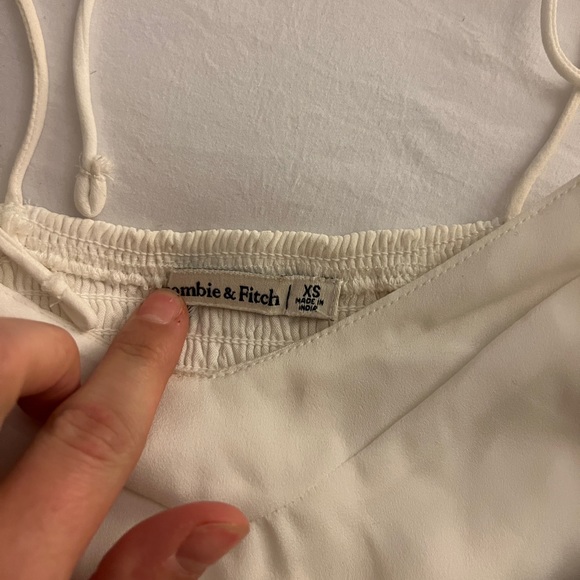 ombie & Fitch | XS
MADE IN
INDIA